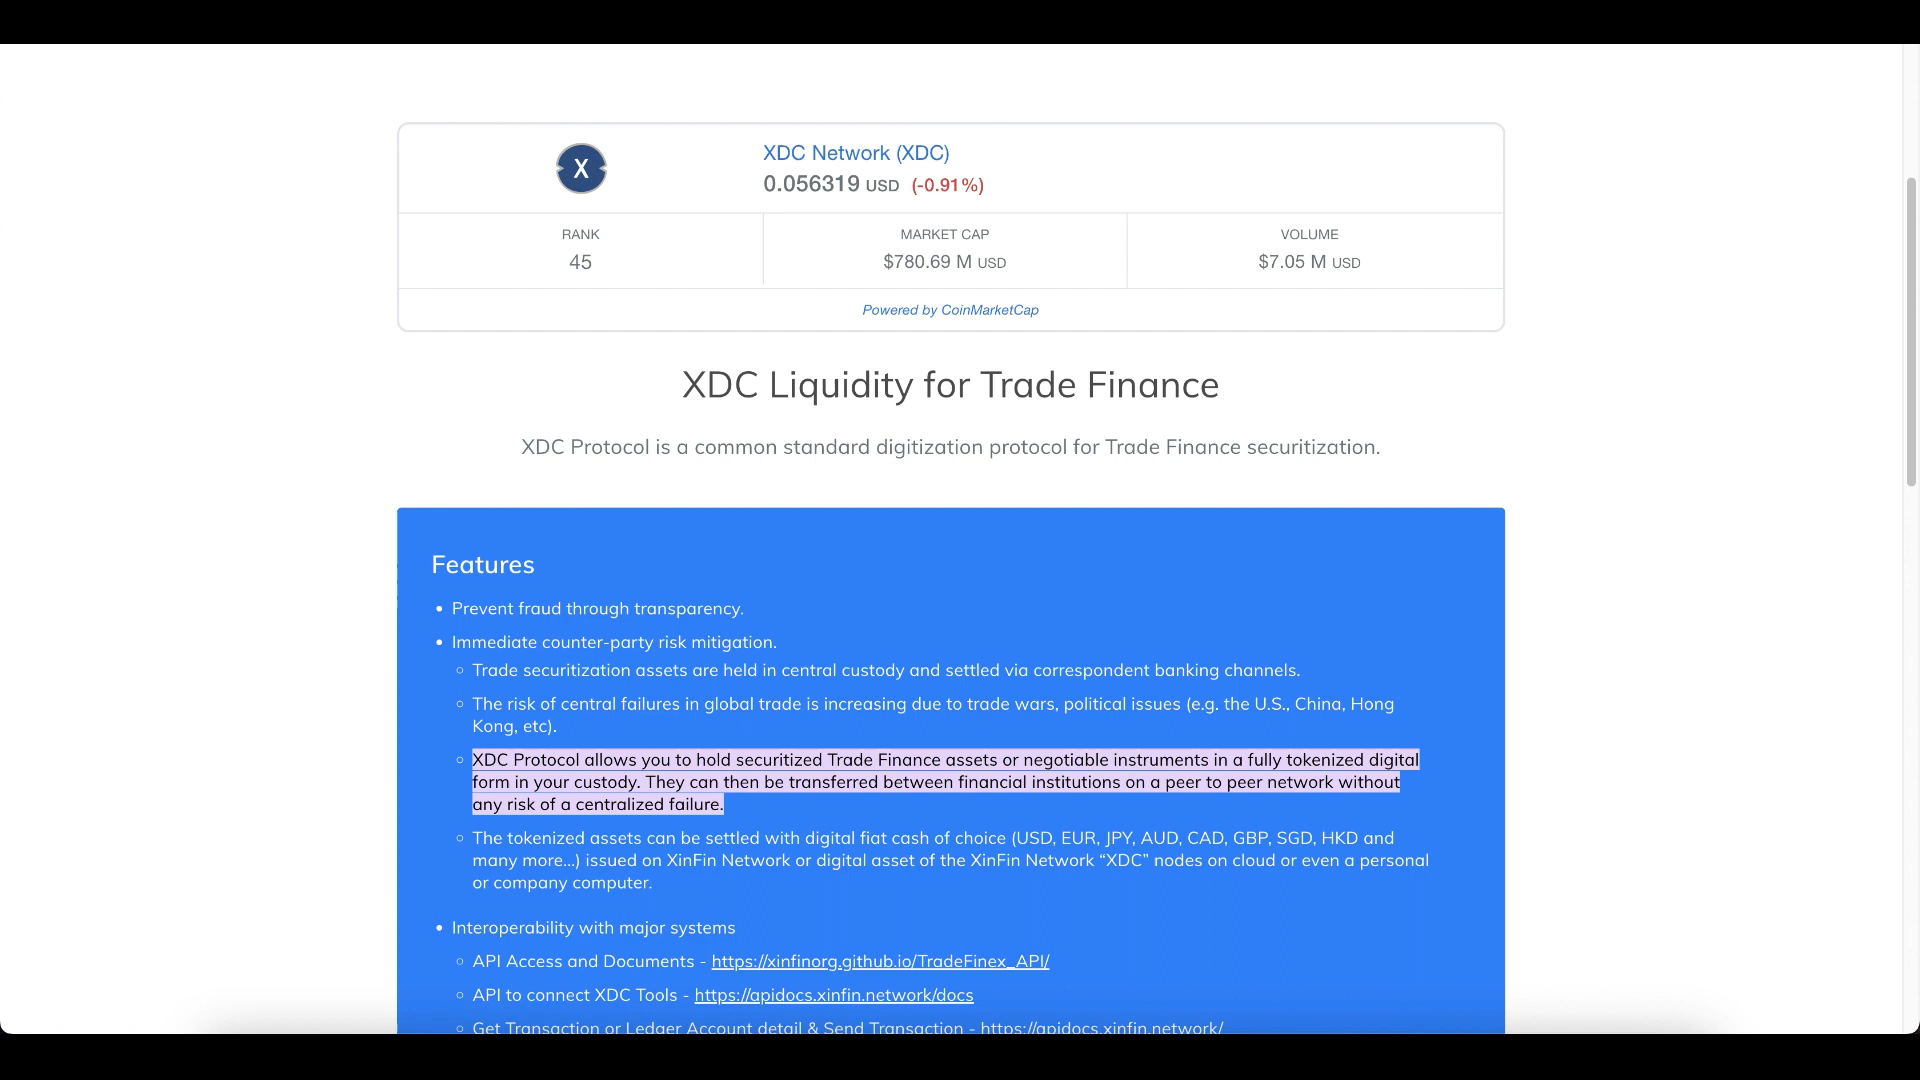 X
XDC Network (XDC)
0.056319 USD (-0.91%)
RANK
45
MARKET CAP
$780.69 M USD
VOLUME
$7.05 M USD
Powered by CoinMarketCap
XDC Liquidity for Trade Finance
XDC Protocol is a common standard digitization protocol for Trade Finance securitization.
Features
• Prevent fraud through transparency.
• Immediate counter-party risk mitigation.
◦ Trade securitization assets are held in central custody and settled via correspondent banking channels.
◦ The risk of central failures in global trade is increasing due to trade wars, political issues (e.g. the U.S., China, Hong
Kong, etc).
◦ XDC Protocol allows you to hold securitized Trade Finance assets or negotiable instruments in a fully tokenized digital
form in your custody. They can then be transferred between financial institutions on a peer to peer network without
any risk of a centralized failure.
◦ The tokenized assets can be settled with digital fiat cash of choice (USD, EUR, JPY, AUD, CAD, GBP, SGD, HKD and
many more...) issued on XinFin Network or digital asset of the XinFin Network “XDC” nodes on cloud or even a personal
or company computer.
• Interoperability with major systems
◦ API Access and Documents - https://xinfinorg.github.io/TradeFinex_API/
◦ API to connect XDC Tools - https://apidocs.xinfin.network/docs
◦ Get Transaction or Ledger Account detail & Send Transaction - https://apidocs.xinfin.network/